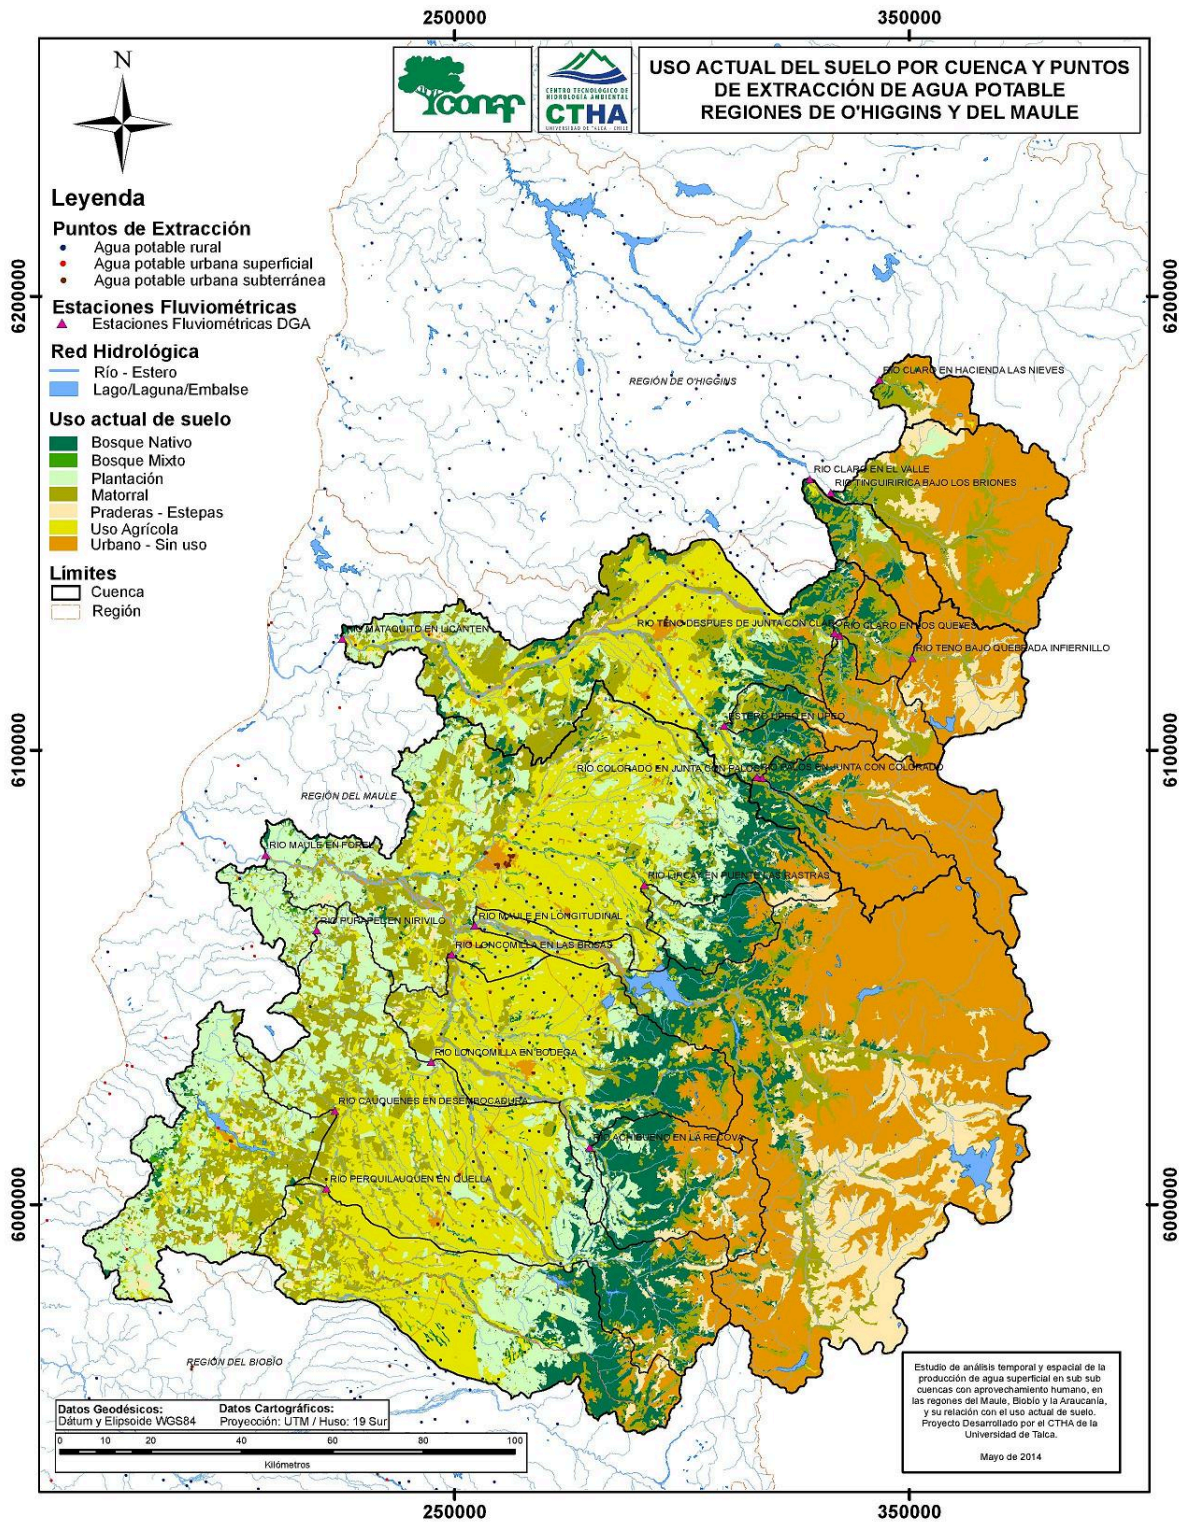 250000
350000
N
conaf
CENTRO TECNOLÓGICO DE
HIDROLOGÍA AMBIENTAL
CTHA
UNIVERSIDAD DE TALCA - CHILE
USO ACTUAL DEL SUELO POR CUENCA Y PUNTOS
DE EXTRACCIÓN DE AGUA POTABLE
REGIONES DE O'HIGGINS Y DEL MAULE
Leyenda
Puntos de Extracción
Agua potable rural
Agua potable urbana superficial
Agua potable urbana subterránea
Estaciones Fluviométricas
Estaciones Fluviométricas DGA
Red Hidrológica
Río - Estero
Lago/Laguna/Embalse
Uso actual de suelo
Bosque Nativo
Bosque Mixto
Plantación
Matorral
Praderas - Estepas
Uso Agrícola
Urbano - Sin uso
Límites
Cuenca
Región
6200000
6200000
REGIÓN DE O'HIGGINS
RIO CLARO EN HACIENDA LAS NIEVES
RIO CLARO EN EL VALLE
RIO TINGUIRIRICA BAJO LOS BRIONES
RIO MATAQUITO EN LICANTEN
RIO TENO DESPUES DE JUNTA CON CLARO
RIO CLARO EN LOS QUEÑES
RIO TENO BAJO QUEBRADA INFIERNILLO
ESTERO UPEO EN UPEO
6100000
6100000
RIO COLORADO EN JUNTA CON PALOS
RIO PALOS EN JUNTA CON COLORADO
REGIÓN DEL MAULE
RIO MAULE EN FOREL
RIO LIRCAY EN PUENTE LAS RASTRAS
RIO PURAPEL EN NIRIVILO
RIO MAULE EN LONGITUDINAL
RIO LONCOMILLA EN LAS BRISAS
RIO LONCOMILLA EN BODEGA
RIO CAUQUENES EN DESEMBOCADURA
RIO ACHIBUENO EN LA RECOVA
RIO PERQUILAUQUEN EN QUELLA
6000000
6000000
REGIÓN DEL BIOBÍO
Datos Geodésicos:
Dátum y Elipsoide WGS84
Datos Cartográficos:
Proyección: UTM / Huso: 19 Sur
0 10 20 40 60 80 100
Kilómetros
Estudio de análisis temporal y espacial de la
producción de agua superficial en sub sub
cuencas con aprovechamiento humano, en
las regones del Maule, Biobío y la Araucanía,
y su relación con el uso actual de suelo.
Proyecto Desarrollado por el CTHA de la
Universidad de Talca.
Mayo de 2014
250000
350000